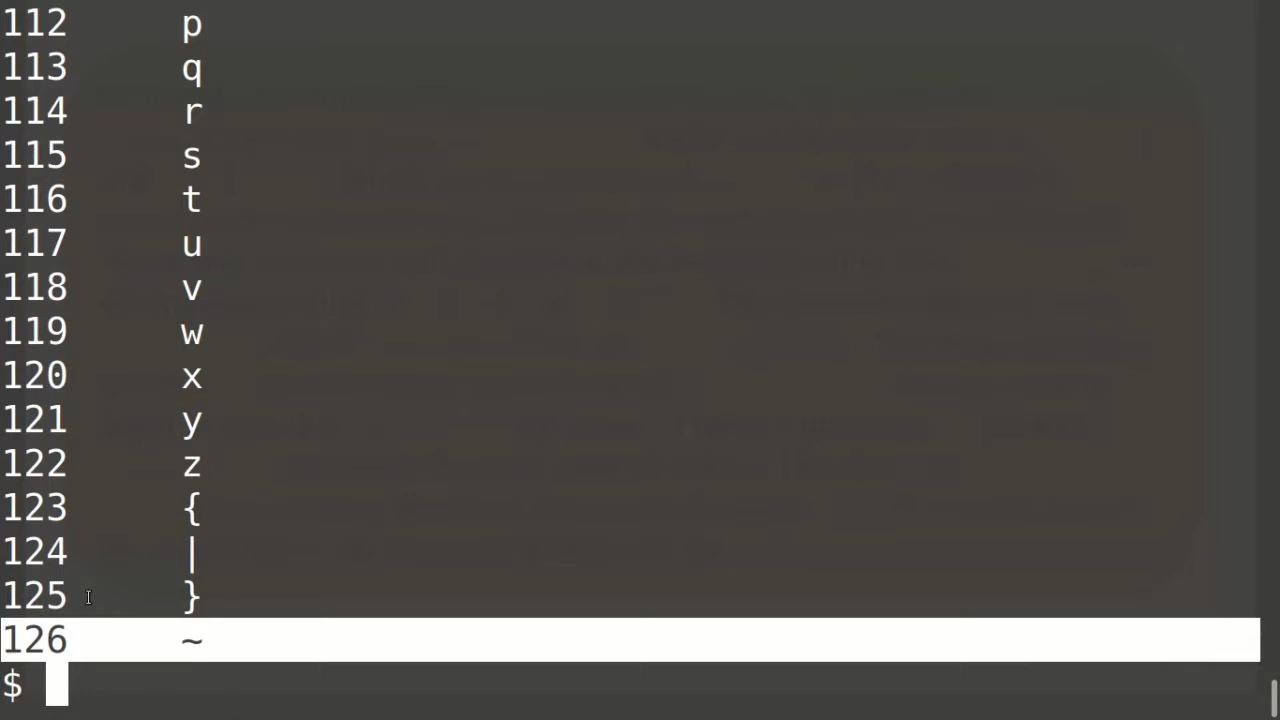 112 p
113 q
114 r
115 s
116 t
117 u
118 v
119 w
120 x
121 y
122 z
123 {
124 |
125 }
126 ~
$